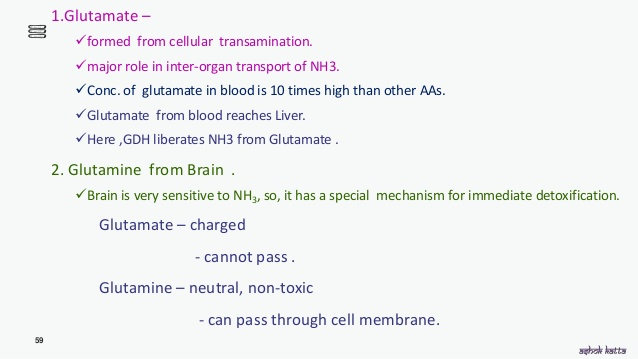 1.Glutamate –
✓formed from cellular transamination.
✓major role in inter-organ transport of NH3.
✓Conc. of glutamate in blood is 10 times high than other AAs.
✓Glutamate from blood reaches Liver.
✓Here ,GDH liberates NH3 from Glutamate .
2. Glutamine from Brain .
✓Brain is very sensitive to NH₃, so, it has a special mechanism for immediate detoxification.
Glutamate – charged
- cannot pass .
Glutamine – neutral, non-toxic
- can pass through cell membrane.
59
ashok katta